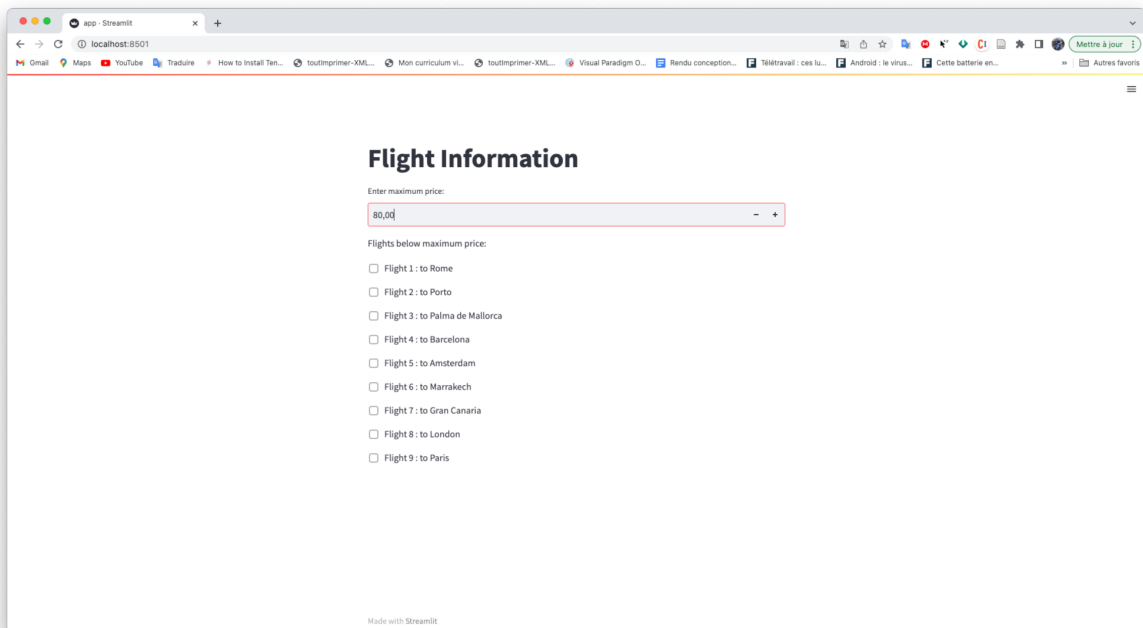 app · Streamlit
localhost:8501
Mettre à jour
Gmail Maps YouTube Traduire How to Install Ten... toutImprimer-XML... Mon curriculum vi... toutImprimer-XML... Visual Paradigm O... Rendu conception... Télétravail : ces lu... Android : le virus... Cette batterie en... » Autres favoris
Flight Information
Enter maximum price:
80,00
Flights below maximum price:
Flight 1 : to Rome
Flight 2 : to Porto
Flight 3 : to Palma de Mallorca
Flight 4 : to Barcelona
Flight 5 : to Amsterdam
Flight 6 : to Marrakech
Flight 7 : to Gran Canaria
Flight 8 : to London
Flight 9 : to Paris
Made with Streamlit